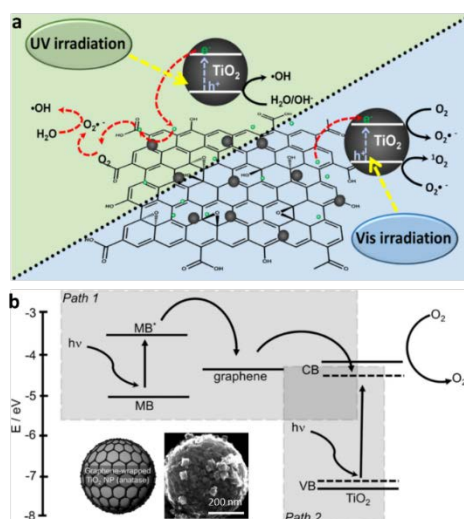 a
UV irradiation
e⁻
TiO₂
h⁺
•OH
H₂O/OH⁻
•OH
H₂O
O₂•⁻
O₂
e⁻
TiO₂
h⁺
O₂
O₂•⁻
¹O₂
O₂•⁻
Vis irradiation
b
Path 1
-3
-4
-5
-6
-7
-8
E / eV
MB*
hν
MB
graphene
CB
O₂
O₂
hν
VB
TiO₂
Path 2
Graphene-wrapped
TiO₂ NP (anatase)
200 nm